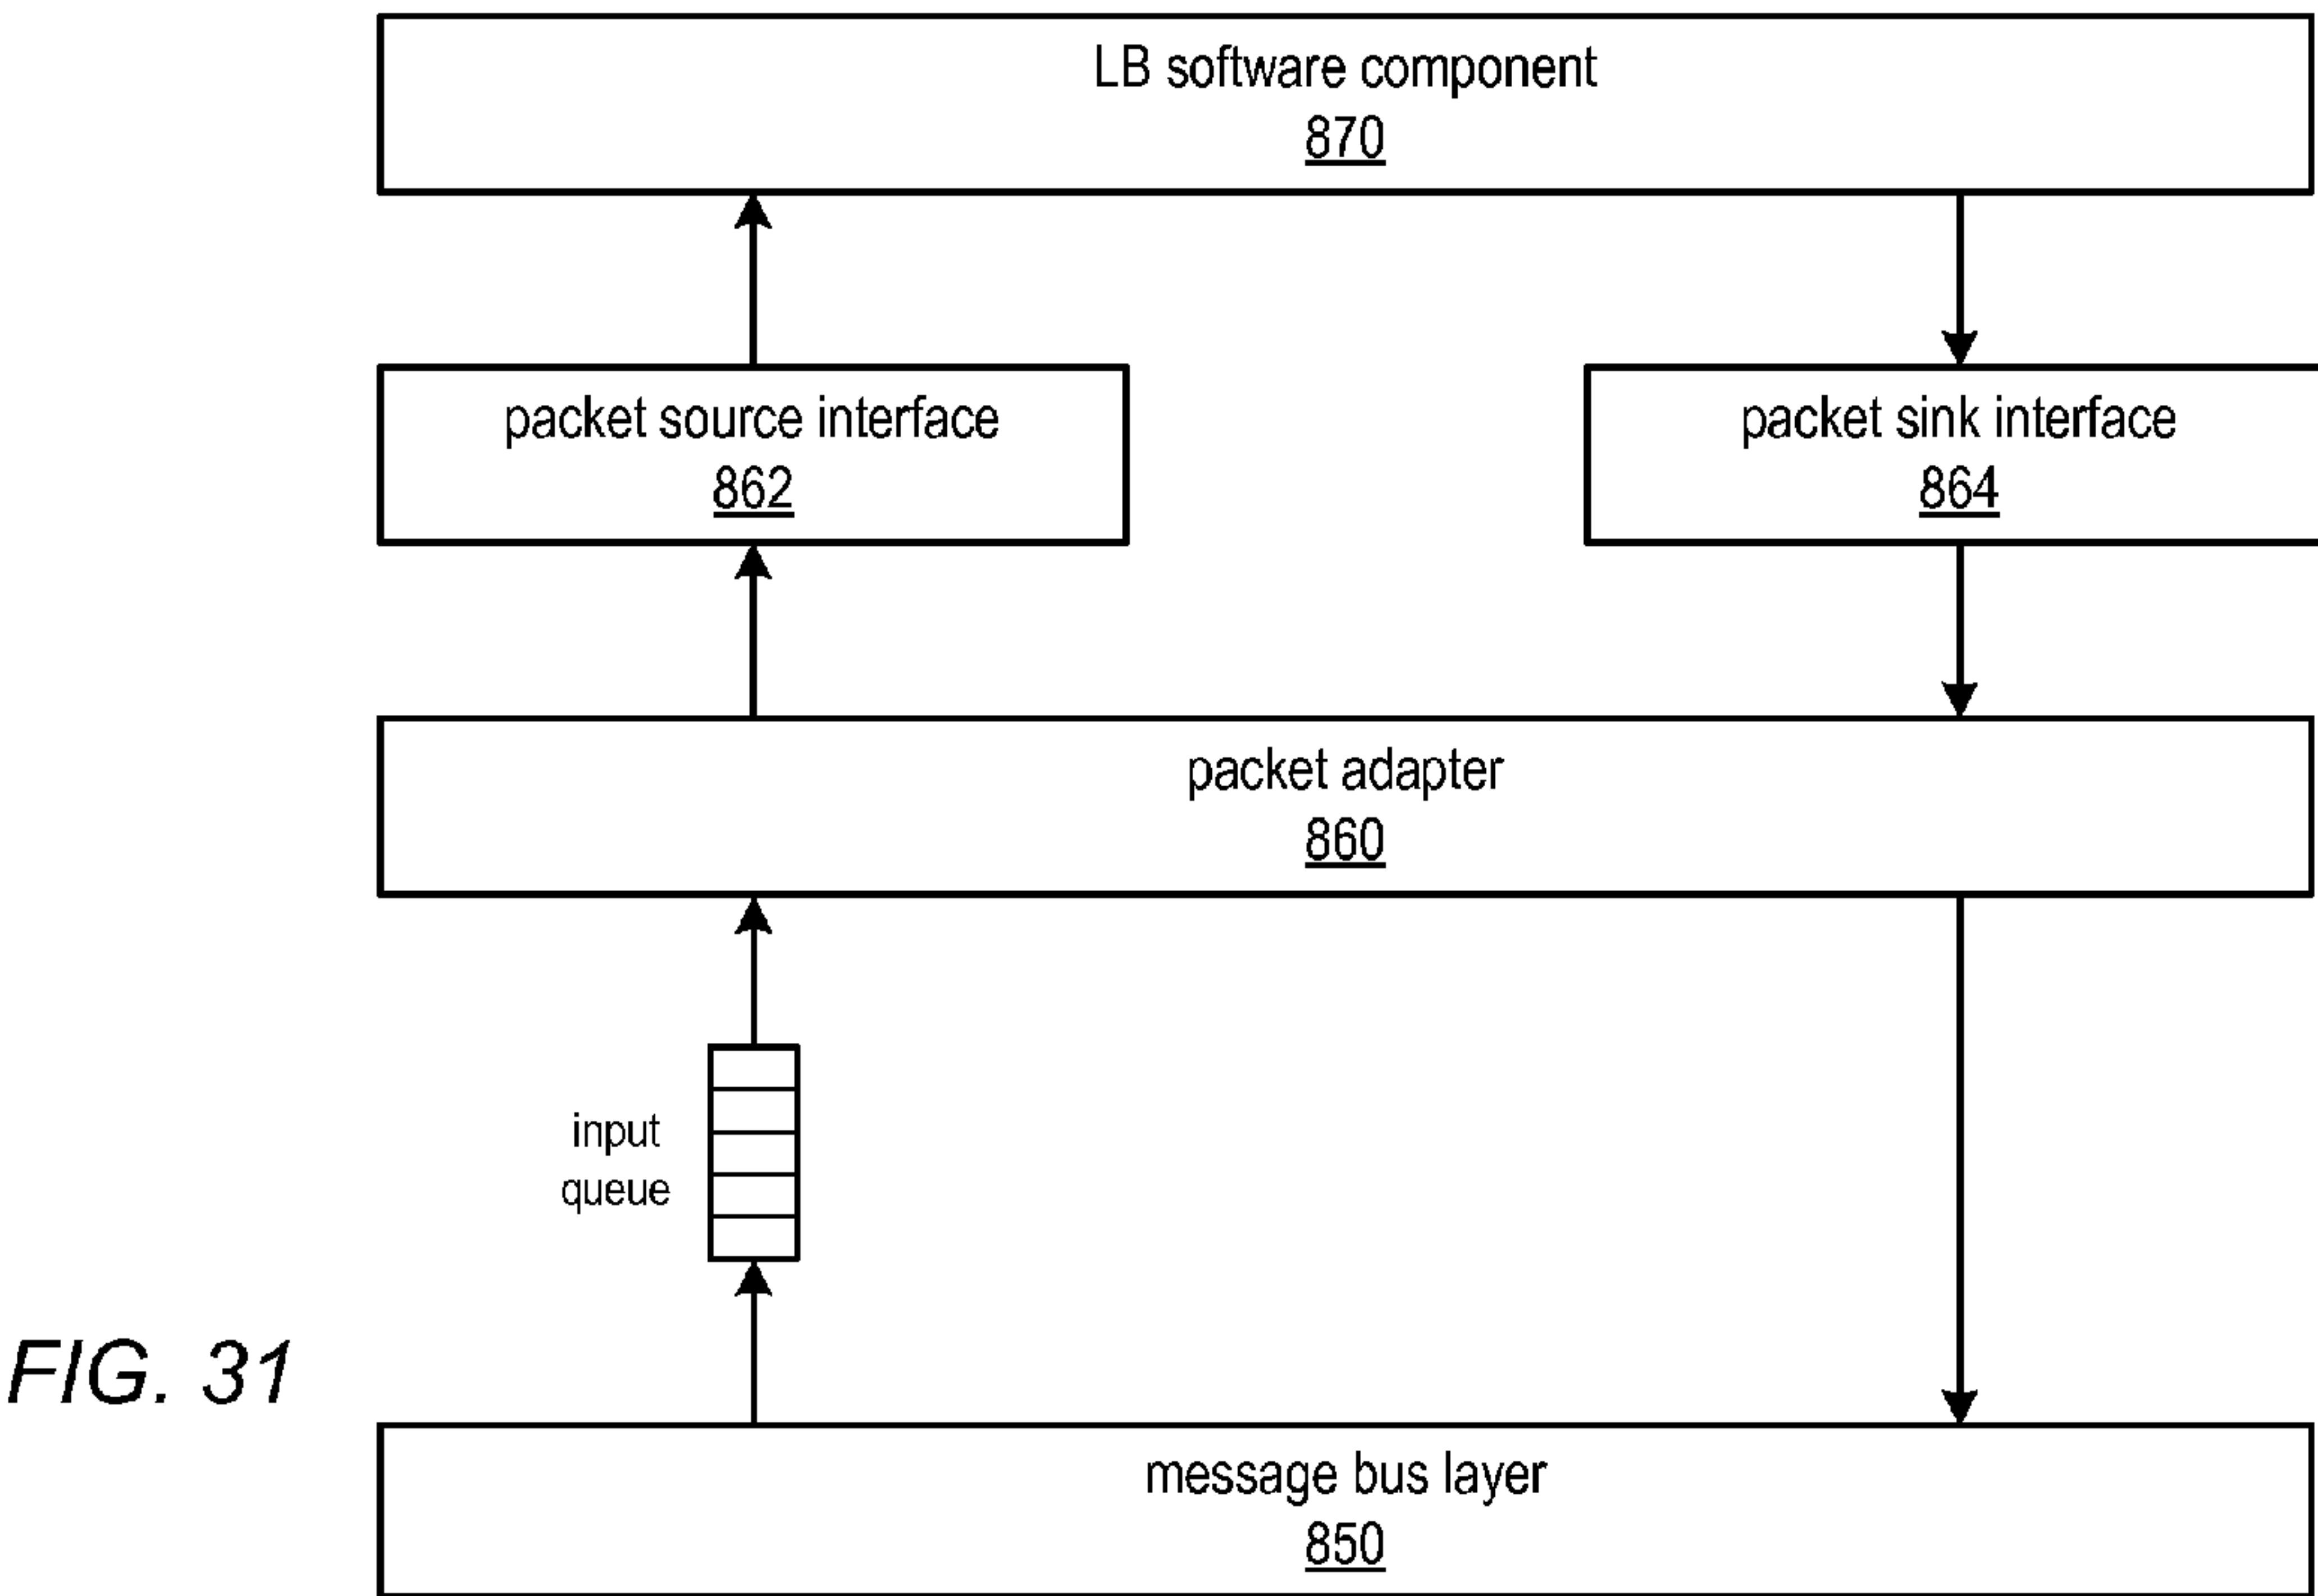 LB software component
870
packet source interface
862
packet sink interface
864
packet adapter
860
input
queue
FIG. 31
message bus layer
850